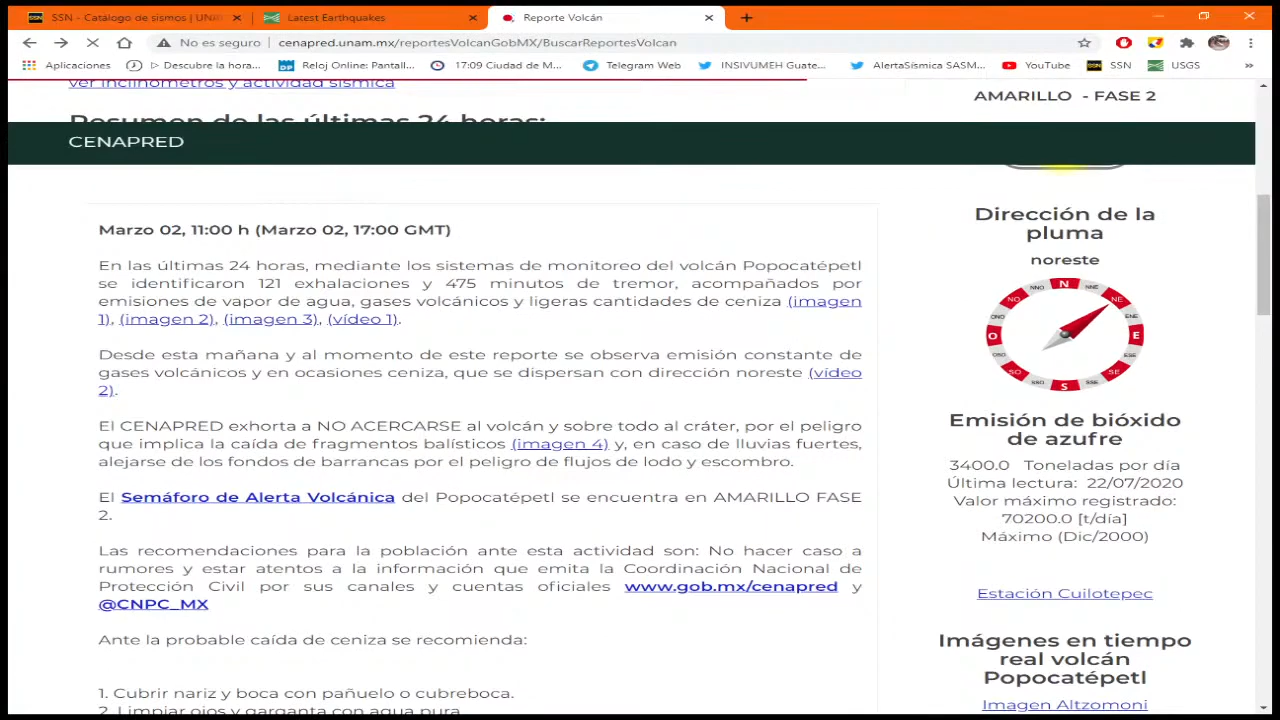 SSN - Catálogo de sismos | UNR
Latest Earthquakes
Reporte Volcán
No es seguro
cenapred.unam.mx/reportesVolcanGobMX/BuscarReportesVolcan
Aplicaciones
Descubre la hora...
Reloj Online: Pantall...
17:09 Ciudad de M...
Telegram Web
INSIVUMEH Guate...
AlertaSísmica SASM...
YouTube
SSN
USGS
»
ver inclinómetros y actividad sísmica
Resumen de las últimas 24 horas:
CENAPRED
Marzo 02, 11:00 h (Marzo 02, 17:00 GMT)
En las últimas 24 horas, mediante los sistemas de monitoreo del volcán Popocatépetl
se identificaron 121 exhalaciones y 475 minutos de tremor, acompañados por
emisiones de vapor de agua, gases volcánicos y ligeras cantidades de ceniza (imagen
1), (imagen 2), (imagen 3), (vídeo 1).
Desde esta mañana y al momento de este reporte se observa emisión constante de
gases volcánicos y en ocasiones ceniza, que se dispersan con dirección noreste (vídeo
2).
El CENAPRED exhorta a NO ACERCARSE al volcán y sobre todo al cráter, por el peligro
que implica la caída de fragmentos balísticos (imagen 4) y, en caso de lluvias fuertes,
alejarse de los fondos de barrancas por el peligro de flujos de lodo y escombro.
El Semáforo de Alerta Volcánica del Popocatépetl se encuentra en AMARILLO FASE
2.
Las recomendaciones para la población ante esta actividad son: No hacer caso a
rumores y estar atentos a la información que emita la Coordinación Nacional de
Protección Civil por sus canales y cuentas oficiales www.gob.mx/cenapred y
@CNPC_MX
Ante la probable caída de ceniza se recomienda:
1. Cubrir nariz y boca con pañuelo o cubreboca.
2. Limpiar ojos y garganta con agua pura.
AMARILLO - FASE 2
Dirección de la
pluma
noreste
N
NNO
NNE
NO
NE
ONO
ENE
O
E
OSO
ESE
SO
SE
SSO
SSE
S
Emisión de bióxido
de azufre
3400.0 Toneladas por día
Última lectura: 22/07/2020
Valor máximo registrado:
70200.0 [t/día]
Máximo (Dic/2000)
Estación Cuilotepec
Imágenes en tiempo
real volcán
Popocatépetl
Imagen Altzomoni